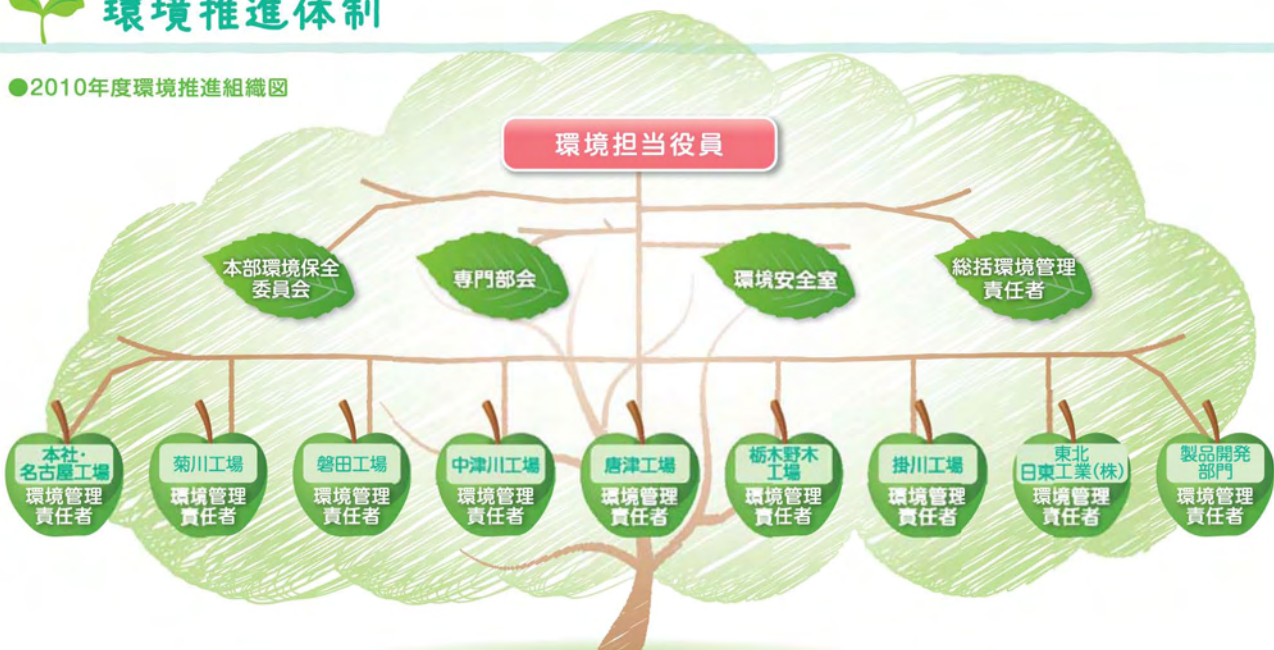 環境推進体制
●2010年度環境推進組織図
環境担当役員
本部環境保全
委員会
専門部会
環境安全室
総括環境管理
責任者
本社・
名古屋工場
環境管理
責任者
菊川工場
環境管理
責任者
磐田工場
環境管理
責任者
中津川工場
環境管理
責任者
唐津工場
環境管理
責任者
栃木野木
工場
環境管理
責任者
掛川工場
環境管理
責任者
東北
日東工業(株)
環境管理
責任者
製品開発
部門
環境管理
責任者